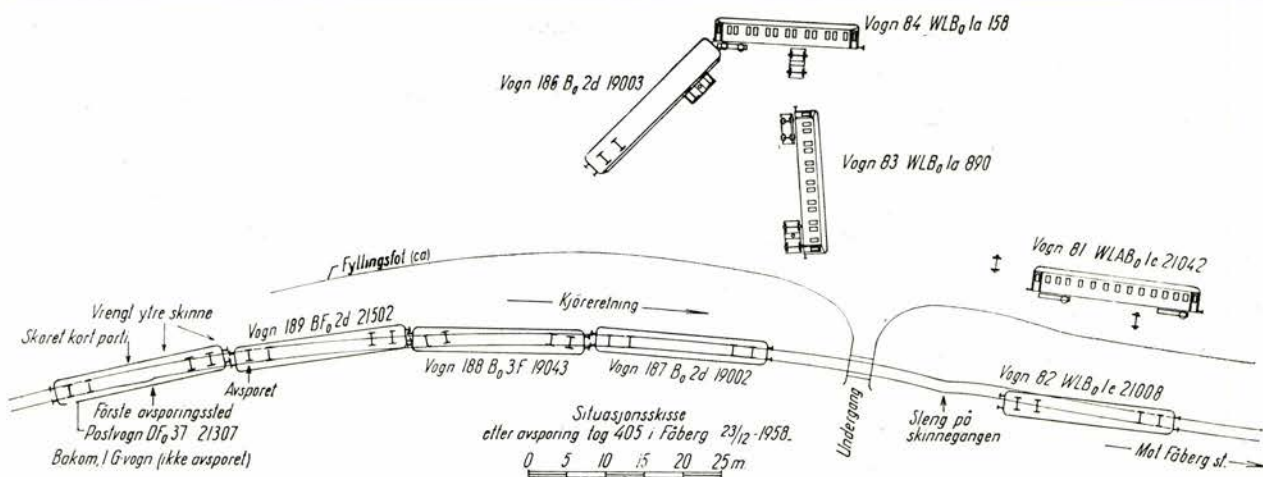 Vogn 84 WLB₀ 1a 158
Vogn 186 B₀ 2d 19003
Vogn 83 WLB₀ 1a 890
Vogn 81 WLAB₀ 1c 21042
Fyllingsfot (ca)
Kjöreretning
Vrengt ytre skinne
Skåret kort parti
Vogn 189 BF₀ 2d 21502
Vogn 188 B₀ 3F 19043
Vogn 187 B₀ 2d 19002
Vogn 82 WLB₀ 1c 21008
Avsporet
Förste avsporingssted
Postvogn DF₀ 37 21307
Bakom, 1 G-vogn (ikke avsporet)
Situasjonsskisse
etter avsporing tog 405 i Fåberg 23/12-1958.
0 5 10 15 20 25 m
Undergang
Sleng på
skinnegangen
Mot Fåberg st.